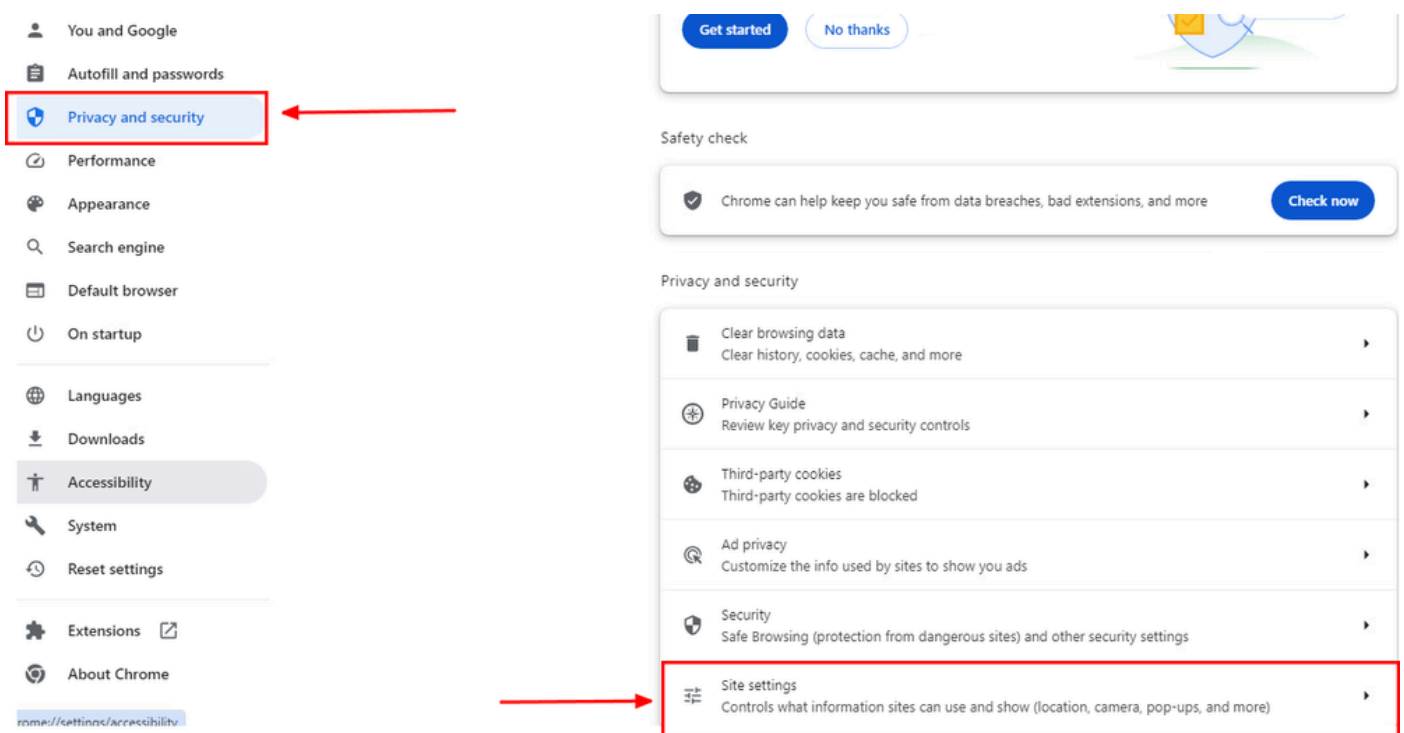 You and Google
Autofill and passwords
Privacy and security
Performance
Appearance
Search engine
Default browser
On startup
Languages
Downloads
Accessibility
System
Reset settings
Extensions
About Chrome
rome://settings/accessibility
Get started
No thanks
Safety check
Chrome can help keep you safe from data breaches, bad extensions, and more
Check now
Privacy and security
Clear browsing data
Clear history, cookies, cache, and more
Privacy Guide
Review key privacy and security controls
Third-party cookies
Third-party cookies are blocked
Ad privacy
Customize the info used by sites to show you ads
Security
Safe Browsing (protection from dangerous sites) and other security settings
Site settings
Controls what information sites can use and show (location, camera, pop-ups, and more)